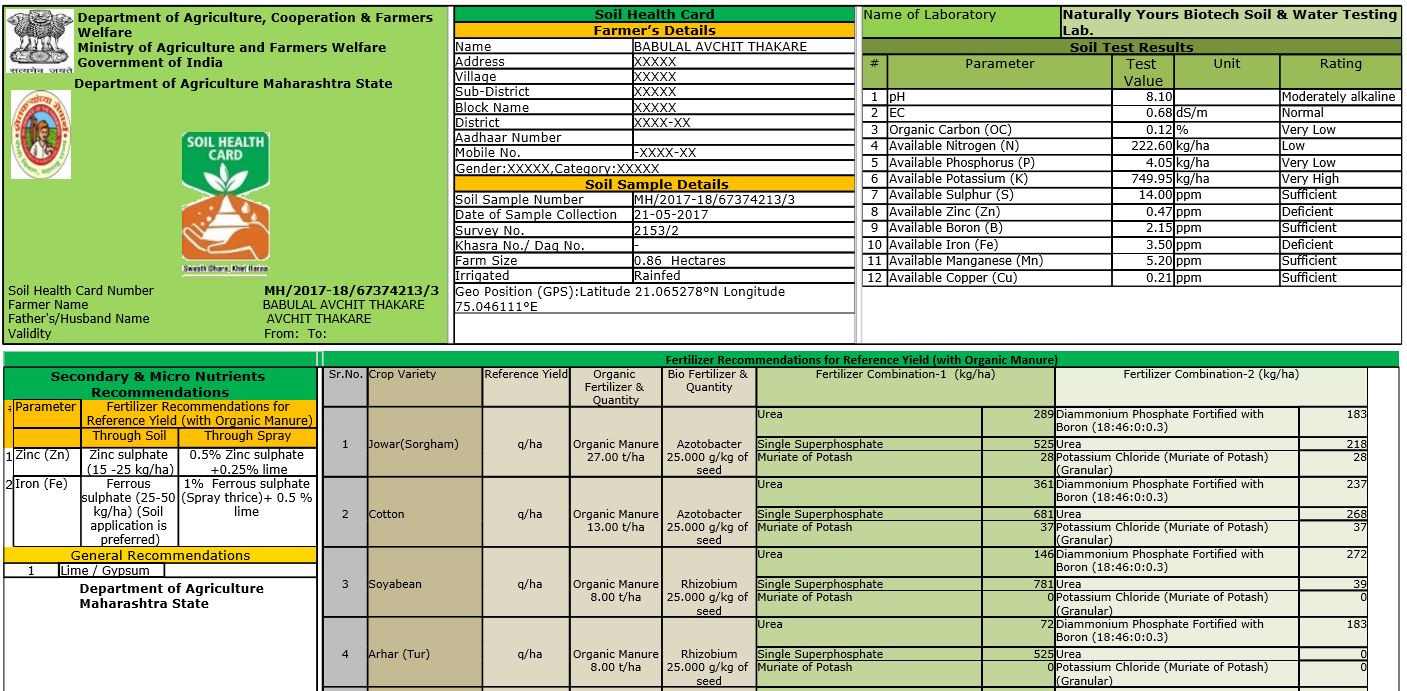 Department of Agriculture, Cooperation & Farmers
Welfare
Ministry of Agriculture and Farmers Welfare
Government of India
सत्यमेव जयते
Department of Agriculture Maharashtra State
SOIL HEALTH
CARD
Swasth Dhara, Khet Haraa
Soil Health Card Number MH/2017-18/67374213/3
Farmer Name BABULAL AVCHIT THAKARE
Father's/Husband Name AVCHIT THAKARE
Validity From: To:
Soil Health Card
Farmer's Details
Name BABULAL AVCHIT THAKARE
Address XXXXX
Village XXXXX
Sub-District XXXXX
Block Name XXXXX
District XXXX-XX
Aadhaar Number
Mobile No. -XXXX-XX
Gender:XXXXX,Category:XXXXX
Soil Sample Details
Soil Sample Number MH/2017-18/67374213/3
Date of Sample Collection 21-05-2017
Survey No. 2153/2
Khasra No./ Dag No. -
Farm Size 0.86 Hectares
Irrigated Rainfed
Geo Position (GPS):Latitude 21.065278°N Longitude
75.046111°E
Name of Laboratory Naturally Yours Biotech Soil & Water Testing
Lab.
Soil Test Results
# Parameter Test Unit Rating
Value
1 pH 8.10 Moderately alkaline
2 EC 0.68 dS/m Normal
3 Organic Carbon (OC) 0.12 % Very Low
4 Available Nitrogen (N) 222.60 kg/ha Low
5 Available Phosphorus (P) 4.05 kg/ha Very Low
6 Available Potassium (K) 749.95 kg/ha Very High
7 Available Sulphur (S) 14.00 ppm Sufficient
8 Available Zinc (Zn) 0.47 ppm Deficient
9 Available Boron (B) 2.15 ppm Sufficient
10 Available Iron (Fe) 3.50 ppm Deficient
11 Available Manganese (Mn) 5.20 ppm Sufficient
12 Available Copper (Cu) 0.21 ppm Sufficient
Secondary & Micro Nutrients
Recommendations
Parameter Fertilizer Recommendations for
Reference Yield (with Organic Manure)
Through Soil Through Spray
1 Zinc (Zn) Zinc sulphate 0.5% Zinc sulphate
(15 -25 kg/ha) +0.25% lime
2 Iron (Fe) Ferrous 1% Ferrous sulphate
sulphate (25-50 (Spray thrice)+ 0.5 %
kg/ha) (Soil lime
application is
preferred)
General Recommendations
1 Lime / Gypsum
Department of Agriculture
Maharashtra State
Fertilizer Recommendations for Reference Yield (with Organic Manure)
Sr.No. Crop Variety Reference Yield Organic Bio Fertilizer & Fertilizer Combination-1 (kg/ha) Fertilizer Combination-2 (kg/ha)
Fertilizer & Quantity
Quantity
Urea 289 Diammonium Phosphate Fortified with 183
Boron (18:46:0:0.3)
1 Jowar(Sorgham) q/ha Organic Manure Azotobacter Single Superphosphate 525 Urea 218
27.00 t/ha 25.000 g/kg of Muriate of Potash 28 Potassium Chloride (Muriate of Potash) 28
seed (Granular)
Urea 361 Diammonium Phosphate Fortified with 237
Boron (18:46:0:0.3)
2 Cotton q/ha Organic Manure Azotobacter Single Superphosphate 681 Urea 268
13.00 t/ha 25.000 g/kg of Muriate of Potash 37 Potassium Chloride (Muriate of Potash) 37
seed (Granular)
Urea 146 Diammonium Phosphate Fortified with 272
Boron (18:46:0:0.3)
3 Soyabean q/ha Organic Manure Rhizobium Single Superphosphate 781 Urea 39
8.00 t/ha 25.000 g/kg of Muriate of Potash 0 Potassium Chloride (Muriate of Potash) 0
seed (Granular)
Urea 72 Diammonium Phosphate Fortified with 183
Boron (18:46:0:0.3)
4 Arhar (Tur) q/ha Organic Manure Rhizobium Single Superphosphate 525 Urea 0
8.00 t/ha 25.000 g/kg of Muriate of Potash 0 Potassium Chloride (Muriate of Potash) 0
seed (Granular)